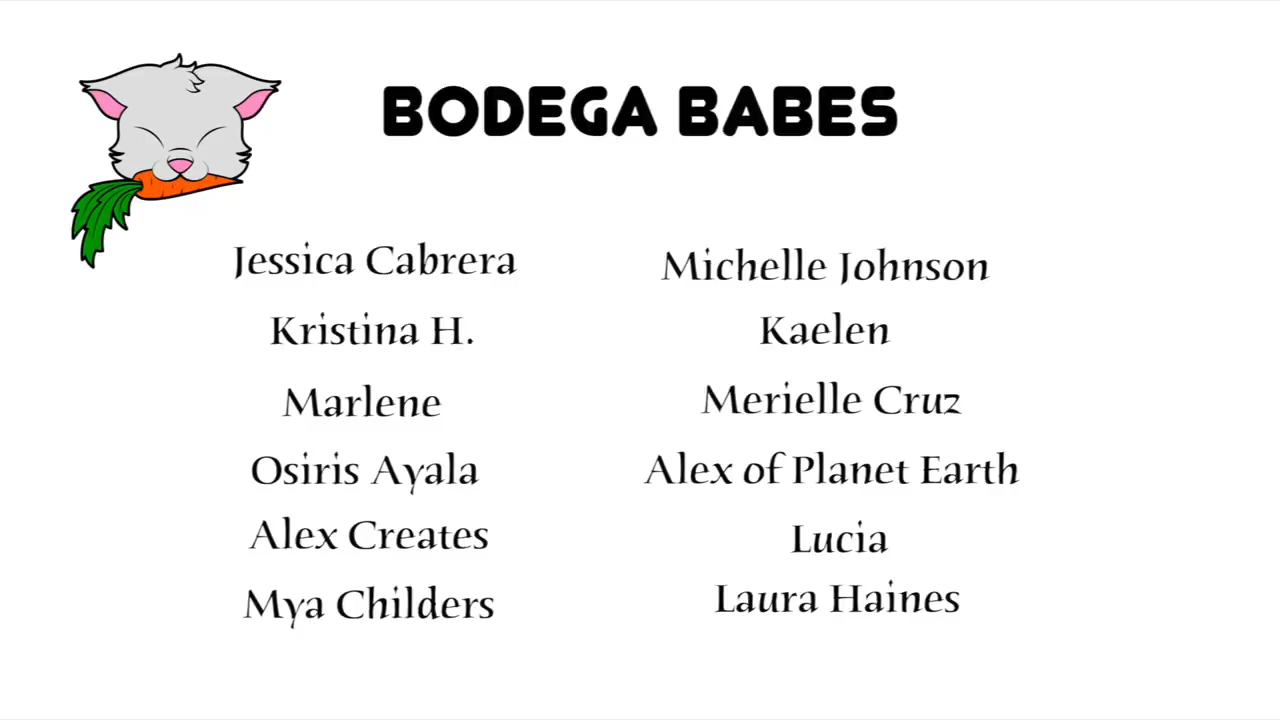 BODEGA BABES
Jessica Cabrera
Kristina H.
Marlene
Osiris Ayala
Alex Creates
Mya Childers
Michelle Johnson
Kaelen
Merielle Cruz
Alex of Planet Earth
Lucia
Laura Haines